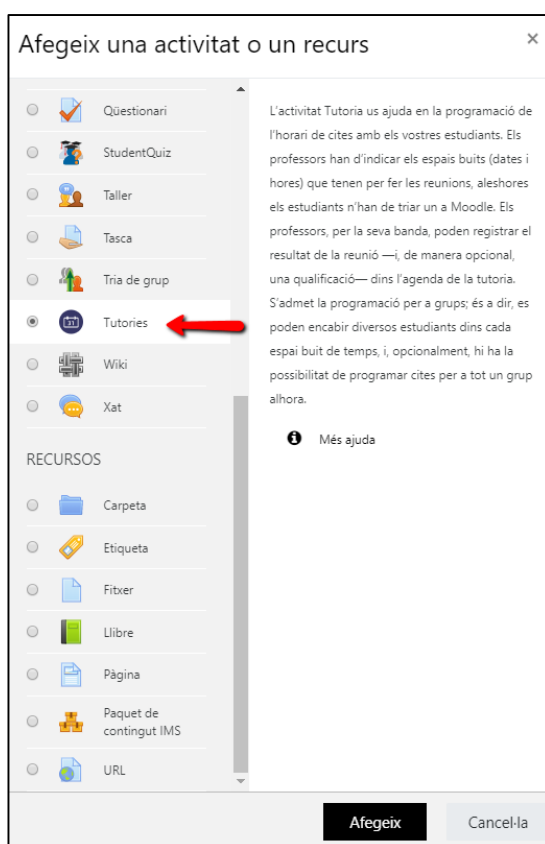 Afegeix una activitat o un recurs
×
Qüestionari
StudentQuiz
Taller
Tasca
Tria de grup
Tutories
Wiki
Xat
RECURSOS
Carpeta
Etiqueta
Fitxer
Llibre
Pàgina
Paquet de
contingut IMS
URL
L'activitat Tutoria us ajuda en la programació de
l'horari de cites amb els vostres estudiants. Els
professors han d'indicar els espais buits (dates i
hores) que tenen per fer les reunions, aleshores
els estudiants n'han de triar un a Moodle. Els
professors, per la seva banda, poden registrar el
resultat de la reunió —i, de manera opcional,
una qualificació— dins l'agenda de la tutoria.
S'admet la programació per a grups; és a dir, es
poden encabir diversos estudiants dins cada
espai buit de temps, i, opcionalment, hi ha la
possibilitat de programar cites per a tot un grup
alhora.
Més ajuda
Afegeix
Cancel·la